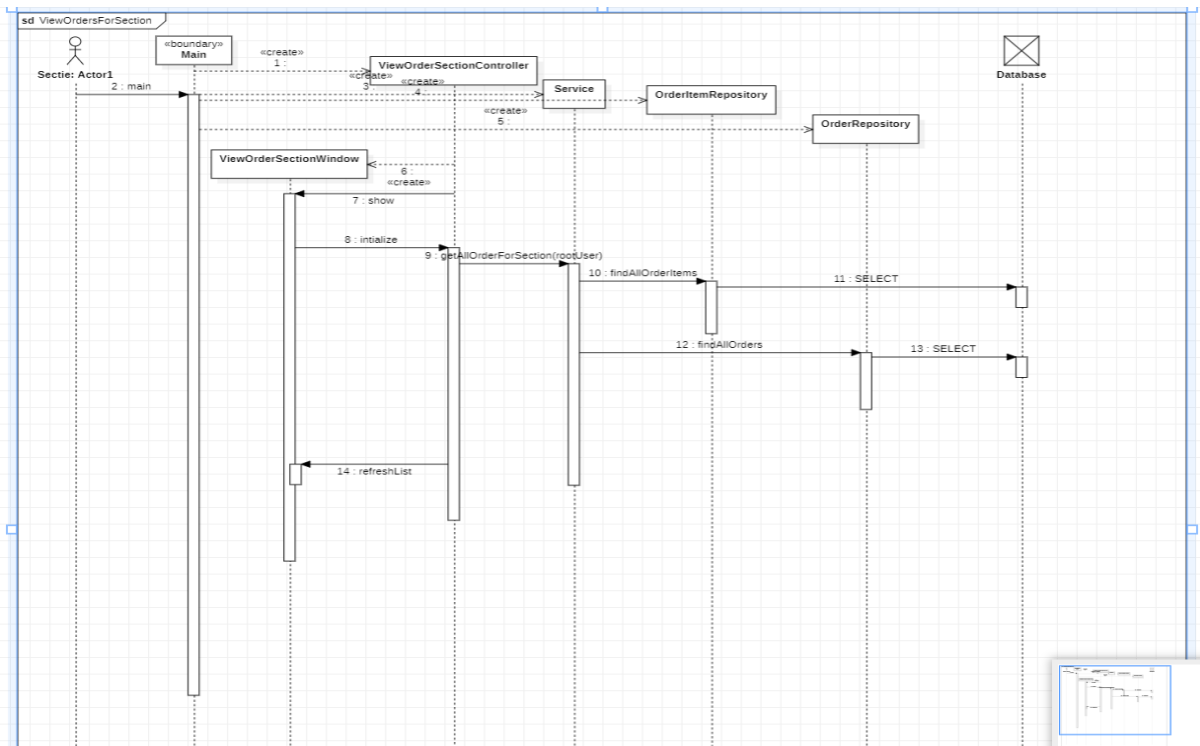 sd ViewOrdersForSection
Sectie: Actor1
«boundary»
Main
«create»
1 :
ViewOrderSectionController
«create»
3
«create»
4 :
Service
OrderItemRepository
Database
2 : main
«create»
5 :
OrderRepository
ViewOrderSectionWindow
6 :
«create»
7 : show
8 : intialize
9 : getAllOrderForSection(rootUser)
10 : findAllOrderItems
11 : SELECT
12 : findAllOrders
13 : SELECT
14 : refreshList